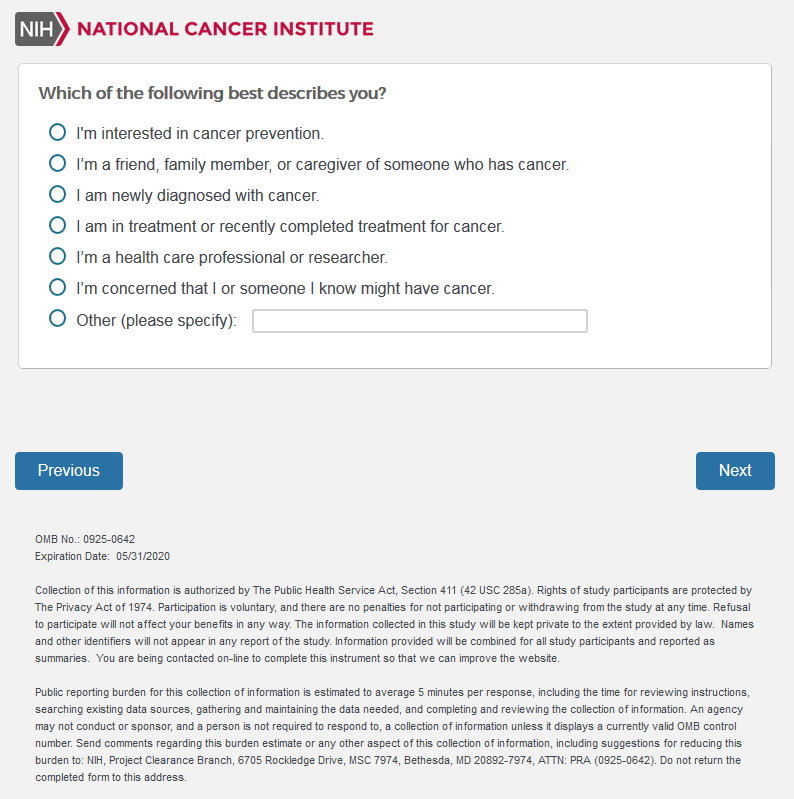 NIH NATIONAL CANCER INSTITUTE
Which of the following best describes you?
I'm interested in cancer prevention.
I’m a friend, family member, or caregiver of someone who has cancer.
I am newly diagnosed with cancer.
I am in treatment or recently completed treatment for cancer.
I’m a health care professional or researcher.
I’m concerned that I or someone I know might have cancer.
Other (please specify):
Previous
Next
OMB No.: 0925-0642
Expiration Date: 05/31/2020
Collection of this information is authorized by The Public Health Service Act, Section 411 (42 USC 285a). Rights of study participants are protected by
The Privacy Act of 1974. Participation is voluntary, and there are no penalties for not participating or withdrawing from the study at any time. Refusal
to participate will not affect your benefits in any way. The information collected in this study will be kept private to the extent provided by law. Names
and other identifiers will not appear in any report of the study. Information provided will be combined for all study participants and reported as
summaries. You are being contacted on-line to complete this instrument so that we can improve the website.
Public reporting burden for this collection of information is estimated to average 5 minutes per response, including the time for reviewing instructions,
searching existing data sources, gathering and maintaining the data needed, and completing and reviewing the collection of information. An agency
may not conduct or sponsor, and a person is not required to respond to, a collection of information unless it displays a currently valid OMB control
number. Send comments regarding this burden estimate or any other aspect of this collection of information, including suggestions for reducing this
burden to: NIH, Project Clearance Branch, 6705 Rockledge Drive, MSC 7974, Bethesda, MD 20892-7974, ATTN: PRA (0925-0642). Do not return the
completed form to this address.